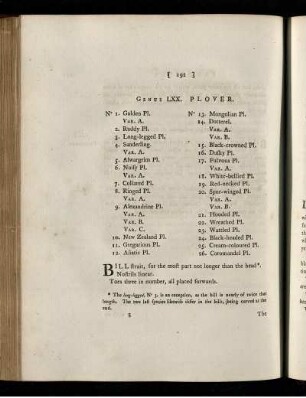 [ 192 ]
Genus LXX. PLOVER.
N° 1. Golden Pl.
Var. A.
2. Ruddy Pl.
3. Long-legged Pl.
4. Sanderling.
Var. A.
5. Alwargrim Pl.
6. Noisy Pl.
Var. A.
7. Collared Pl.
8. Ringed Pl.
Var. A.
9. Alexandrine Pl.
Var. A.
Var. B.
Var. C.
10. New Zealand Pl.
11. Gregarious Pl.
12. Asiatic Pl.
N° 13. Mongolian Pl.
14. Dotterel.
Var. A.
Var. B.
15. Black-crowned Pl.
16. Dusky Pl.
17. Fulvous Pl.
Var. A.
18. White-bellied Pl.
19. Red-necked Pl.
20. Spur-winged Pl.
Var. A.
Var. B.
21. Hooded Pl.
22. Wreathed Pl.
23. Wattled Pl.
24. Black-headed Pl.
25. Cream-coloured Pl.
26. Coromandel Pl.
BILL strait, for the most part not longer than the head*.
Nostrils linear.
Toes three in number, all placed forwards.
* The long-legged, N° 3. is an exception, as the bill is nearly of twice the
length. The two last species likewise differ in the bills, being curved at the
8
The